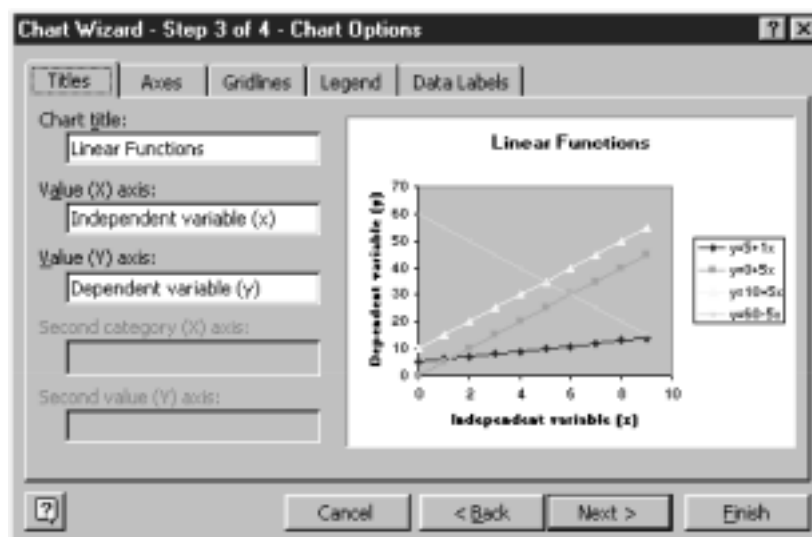 Chart Wizard - Step 3 of 4 - Chart Options
Titles
Axes
Gridlines
Legend
Data Labels
Chart title:
Linear Functions
Value (X) axis:
Independent variable (x)
Value (Y) axis:
Dependent variable (y)
Second category (X) axis:
Second value (Y) axis:
Linear Functions
Dependent variable (y)
70
60
50
40
30
20
10
0
0 2 4 6 8 10
Independent variable (x)
y=5+1x
y=0+5x
y=10+5x
y=60-5x
Cancel
< Back
Next >
Finish